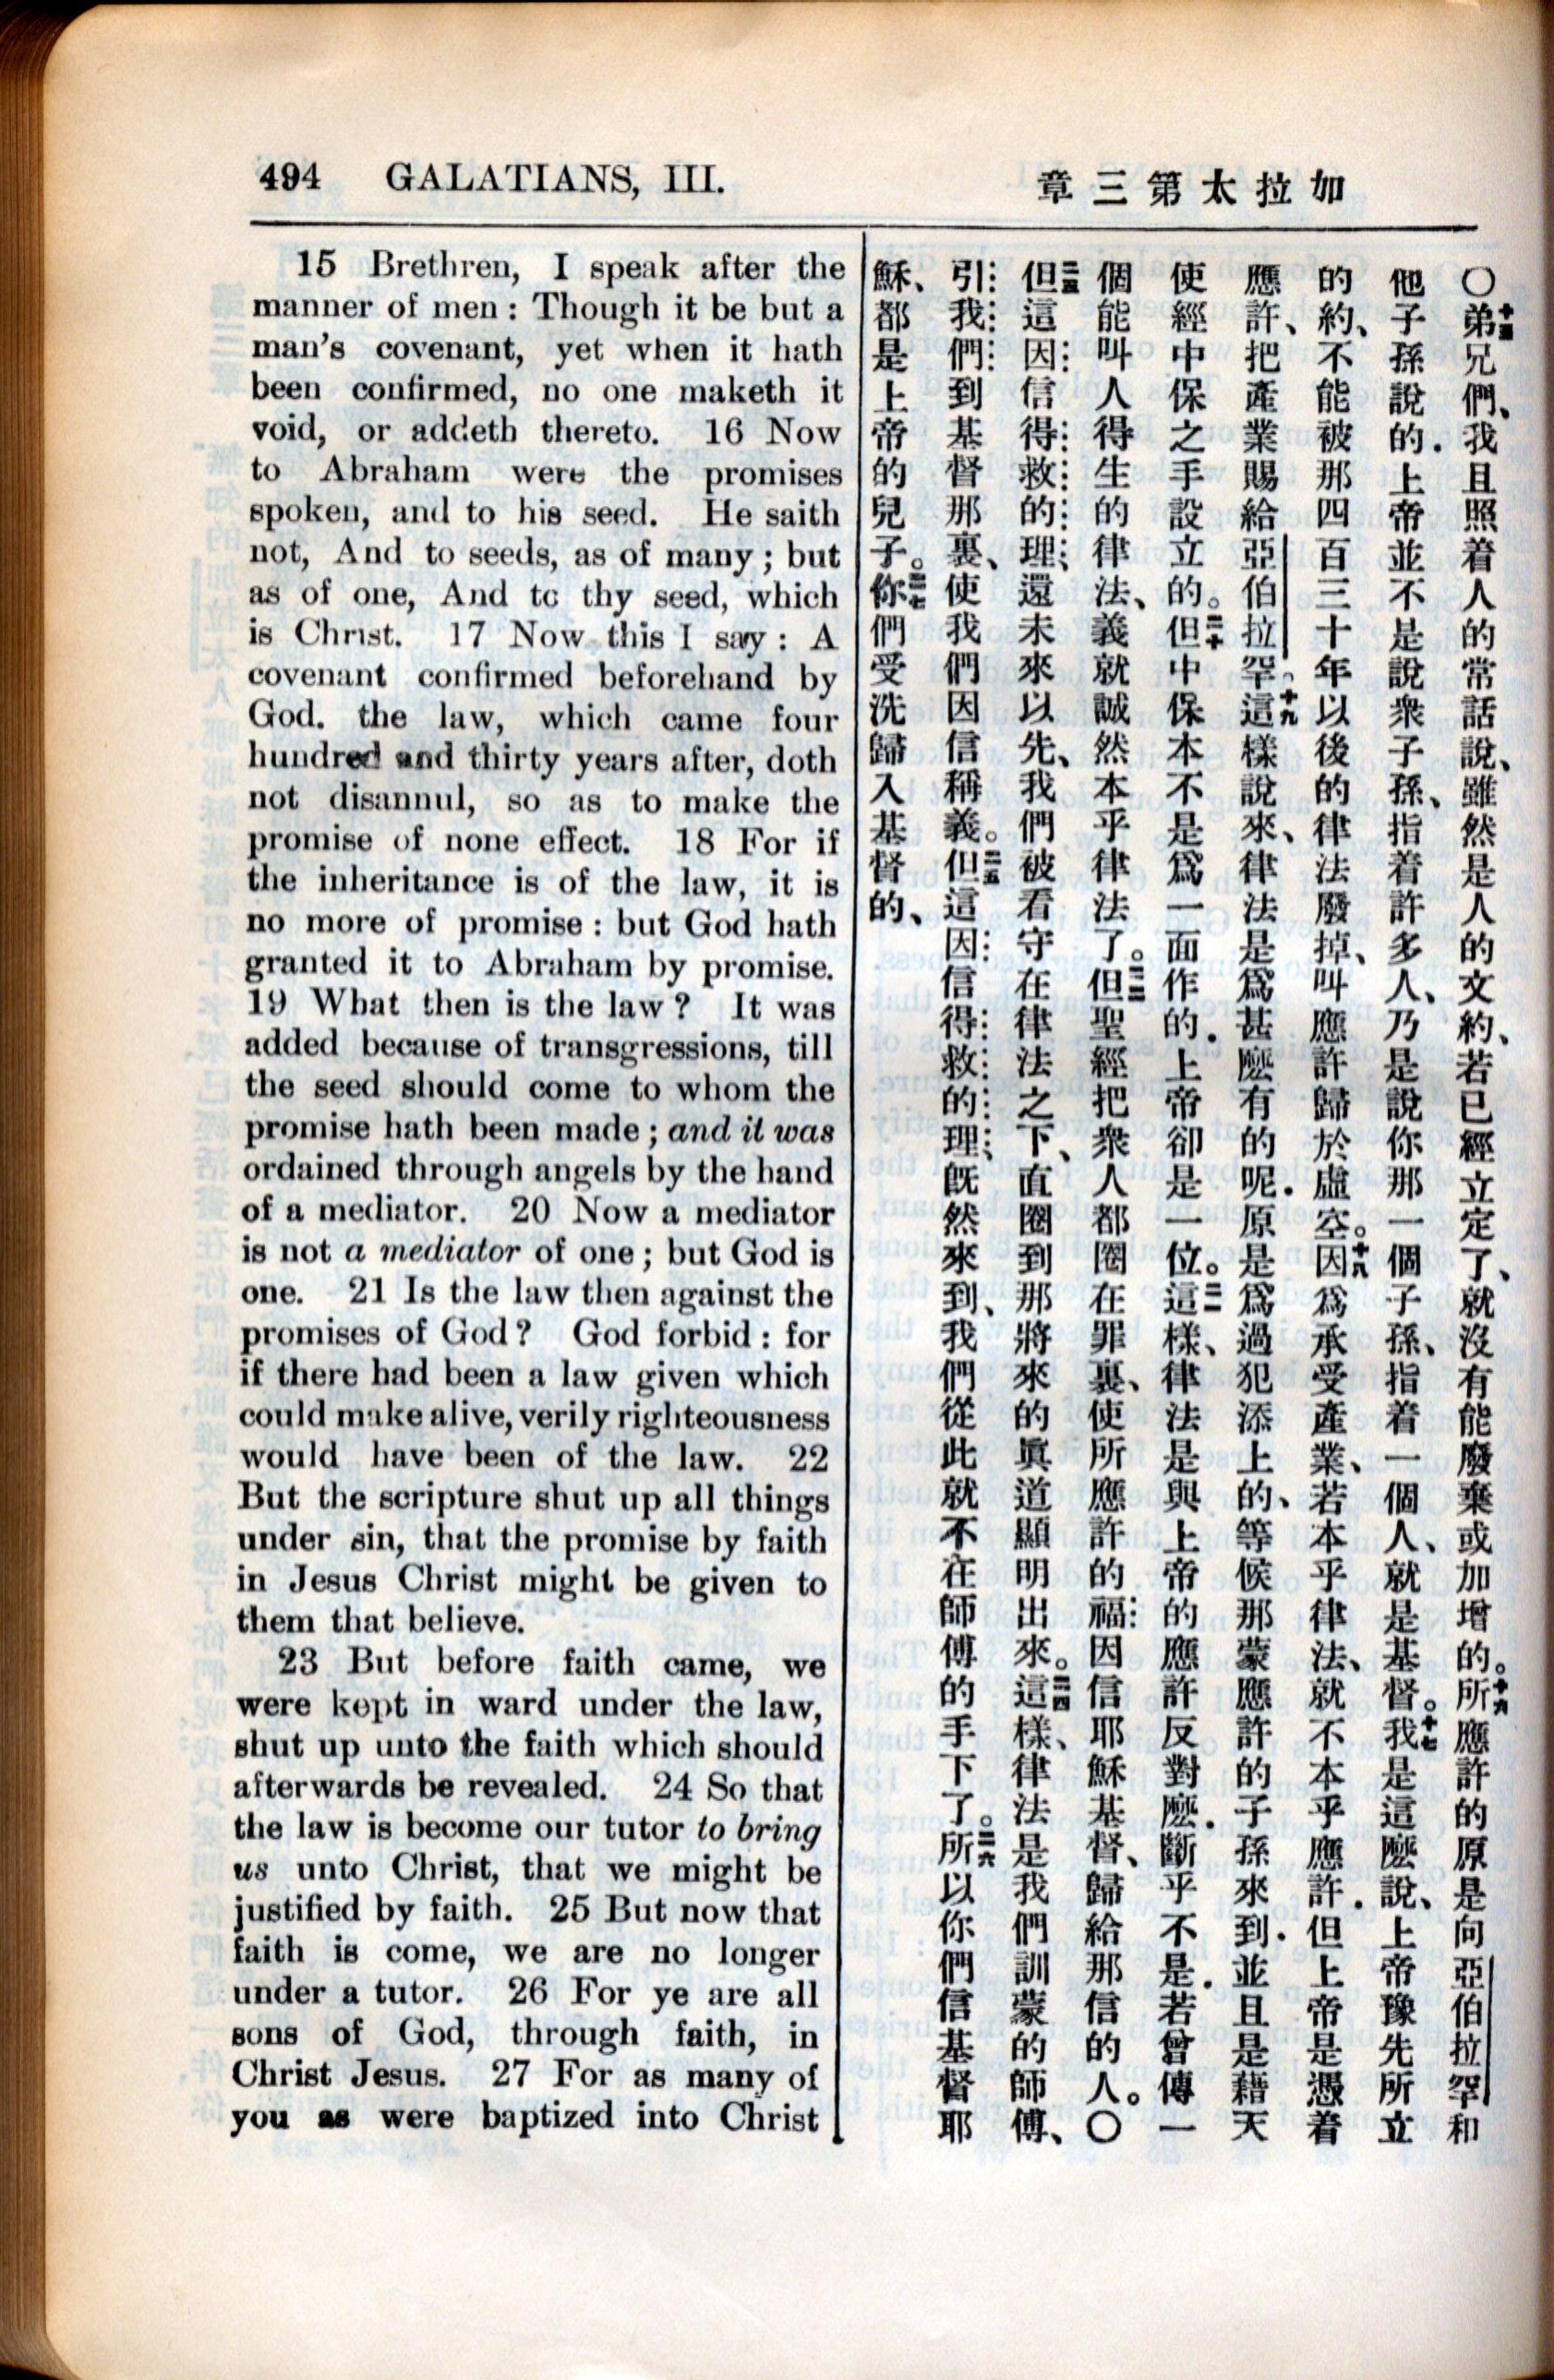 494 GALATIANS, III.
加拉太第三章
15 Brethren, I speak after the
manner of men : Though it be but a
man's covenant, yet when it hath
been confirmed, no one maketh it
void, or addeth thereto. 16 Now
to Abraham were the promises
spoken, and to his seed. He saith
not, And to seeds, as of many ; but
as of one, And to thy seed, which
is Christ. 17 Now this I say : A
covenant confirmed beforehand by
God. the law, which came four
hundred and thirty years after, doth
not disannul, so as to make the
promise of none effect. 18 For if
the inheritance is of the law, it is
no more of promise : but God hath
granted it to Abraham by promise.
19 What then is the law ? It was
added because of transgressions, till
the seed should come to whom the
promise hath been made ; and it was
ordained through angels by the hand
of a mediator. 20 Now a mediator
is not a mediator of one ; but God is
one. 21 Is the law then against the
promises of God ? God forbid : for
if there had been a law given which
could make alive, verily righteousness
would have been of the law. 22
But the scripture shut up all things
under sin, that the promise by faith
in Jesus Christ might be given to
them that believe.
23 But before faith came, we
were kept in ward under the law,
shut up unto the faith which should
afterwards be revealed. 24 So that
the law is become our tutor to bring
us unto Christ, that we might be
justified by faith. 25 But now that
faith is come, we are no longer
under a tutor. 26 For ye are all
sons of God, through faith, in
Christ Jesus. 27 For as many of
you as were baptized into Christ
○十五弟兄們、我且照着人的常話說、雖然是人的文約、若已經立定了、就沒有能廢棄或加增的。十六所應許的原是向亞伯拉罕和
他子孫說的．上帝並不是說衆子孫、指着許多人、乃是說你那一個子孫、指着一個人、就是基督。十七我是這麼說、上帝豫先所立
的約、不能被那四百三十年以後的律法廢掉、叫應許歸於虛空。十八因爲承受產業、若本乎律法、就不本乎應許．但上帝是憑着
應許、把產業賜給亞伯拉罕。十九這樣說來、律法是爲甚麼有的呢．原是爲過犯添上的、等候那蒙應許的子孫來到．並且是藉天
使經中保之手設立的。二十但中保本不是爲一面作的．上帝卻是一位。二一這樣、律法是與上帝的應許反對麼．斷乎不是．若曾傳一
個能叫人得生的律法、義就誠然本乎律法了。二二但聖經把衆人都圈在罪裏、使所應許的福因信耶穌基督、歸給那信的人。○
二三但這因信得救的理、還未來以先、我們被看守在律法之下、直圈到那將來的眞道顯明出來。二四這樣、律法是我們訓蒙的師傅、
引我們到基督那裏、使我們因信稱義。二五但這因信得救的理、既然來到、我們從此就不在師傅的手下了。二六所以你們信基督耶
穌、都是上帝的兒子。二七你們受洗歸入基督的、